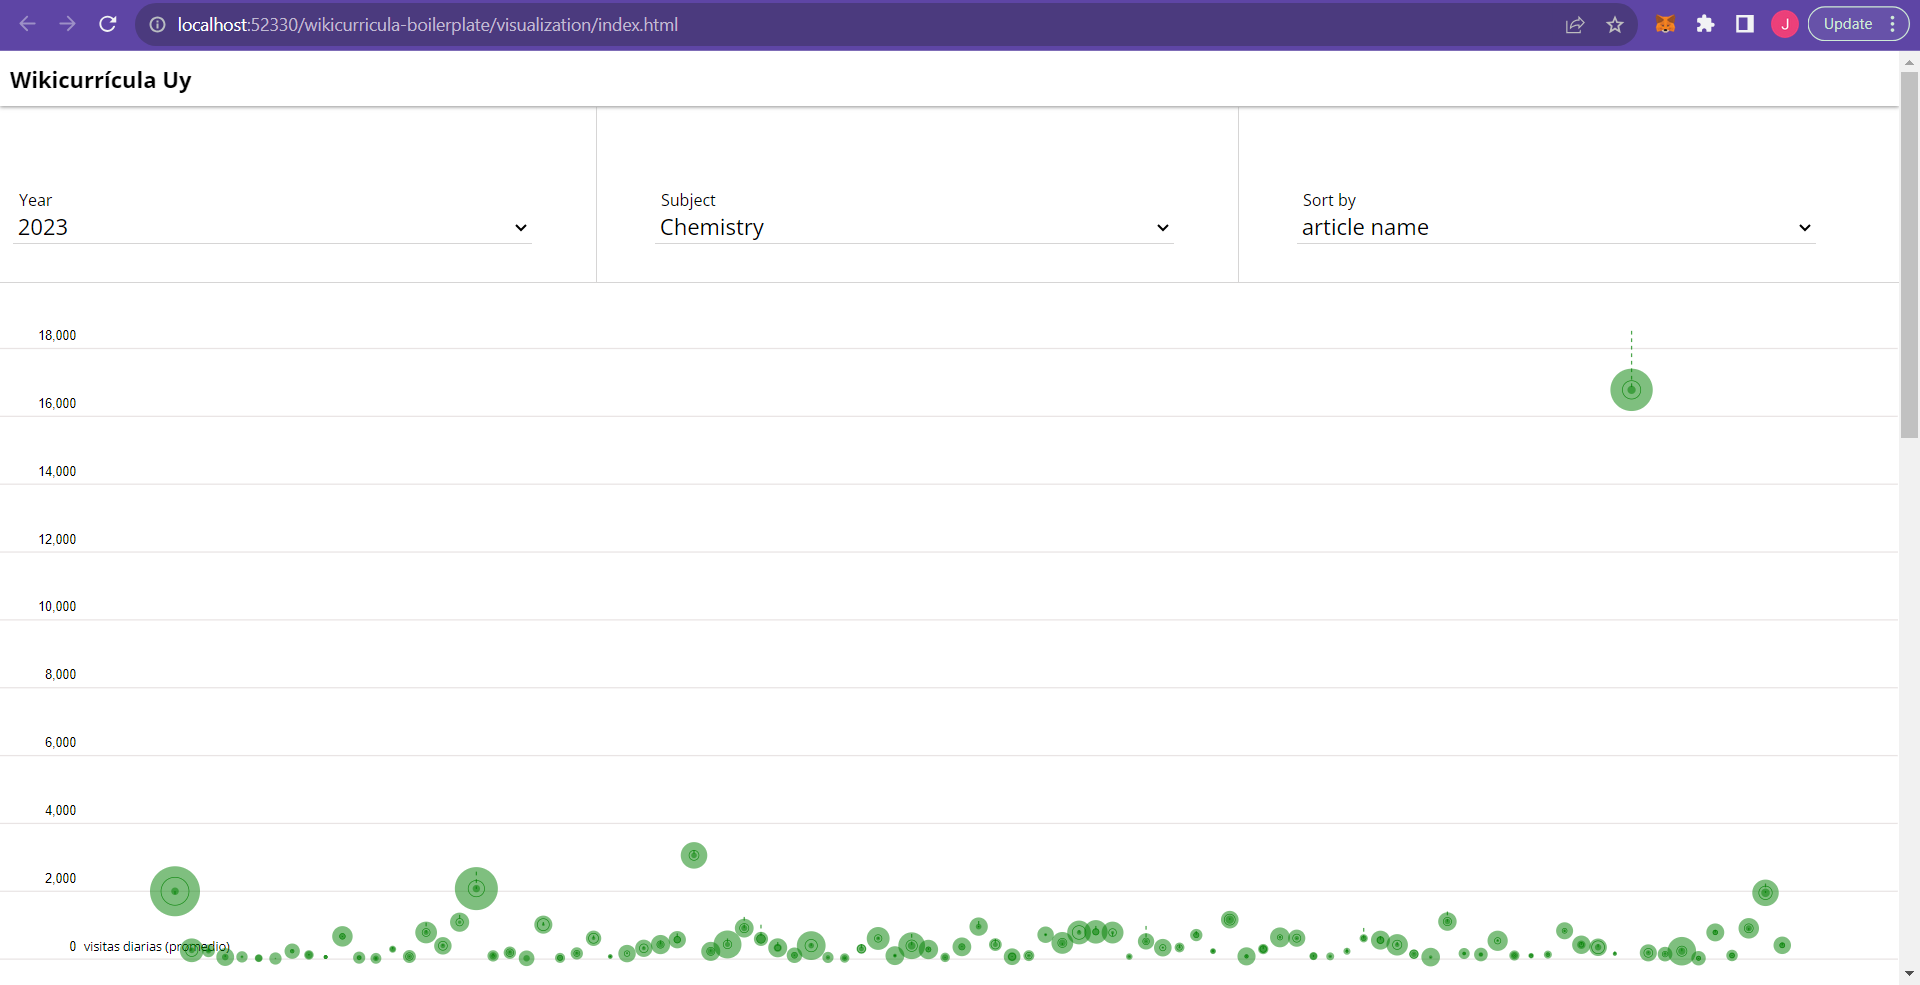 localhost:52330/wikicurricula-boilerplate/visualization/index.html
J
Update
Wikicurrícula Uy
Year
2023
Subject
Chemistry
Sort by
article name
18,000
16,000
14,000
12,000
10,000
8,000
6,000
4,000
2,000
0 visitas diarias (promedio)